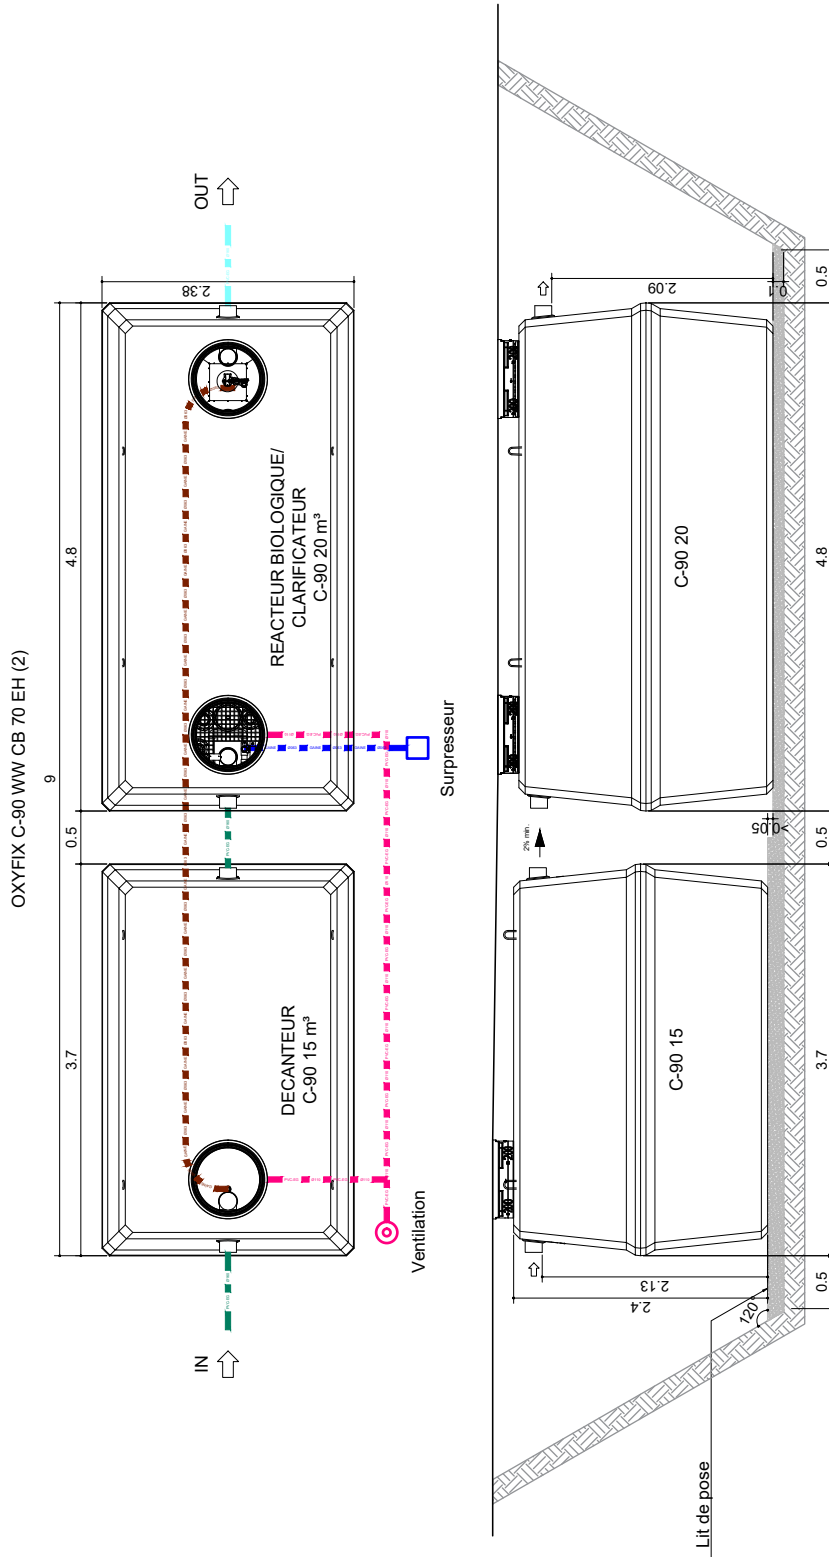 OXYFIX C-90 WW CB 70 EH (2)
9
3.7
0.5
4.8
2.38
IN
OUT
DECANTEUR
C-90 15 m³
REACTEUR BIOLOGIQUE/
CLARIFICATEUR
C-90 20 m³
Ventilation
Surpresseur
C-90 15
C-90 20
2% min.
2.4
2.13
2.09
0.1
>0.05
120°
Lit de pose
0.5
3.7
0.5
4.8
0.5